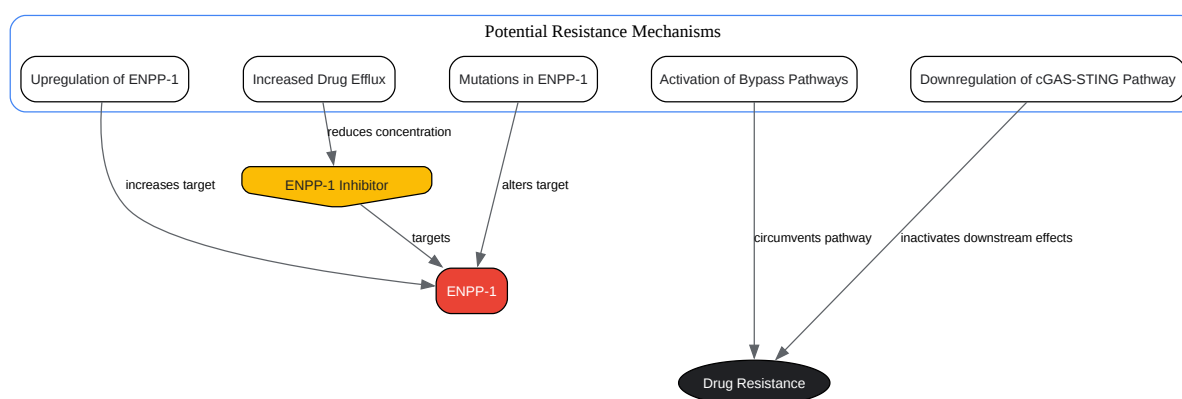 Potential Resistance Mechanisms
Upregulation of ENPP-1
Increased Drug Efflux
Mutations in ENPP-1
Activation of Bypass Pathways
Downregulation of cGAS-STING Pathway
reduces concentration
increases target
ENPP-1 Inhibitor
alters target
targets
circumvents pathway
inactivates downstream effects
ENPP-1
Drug Resistance